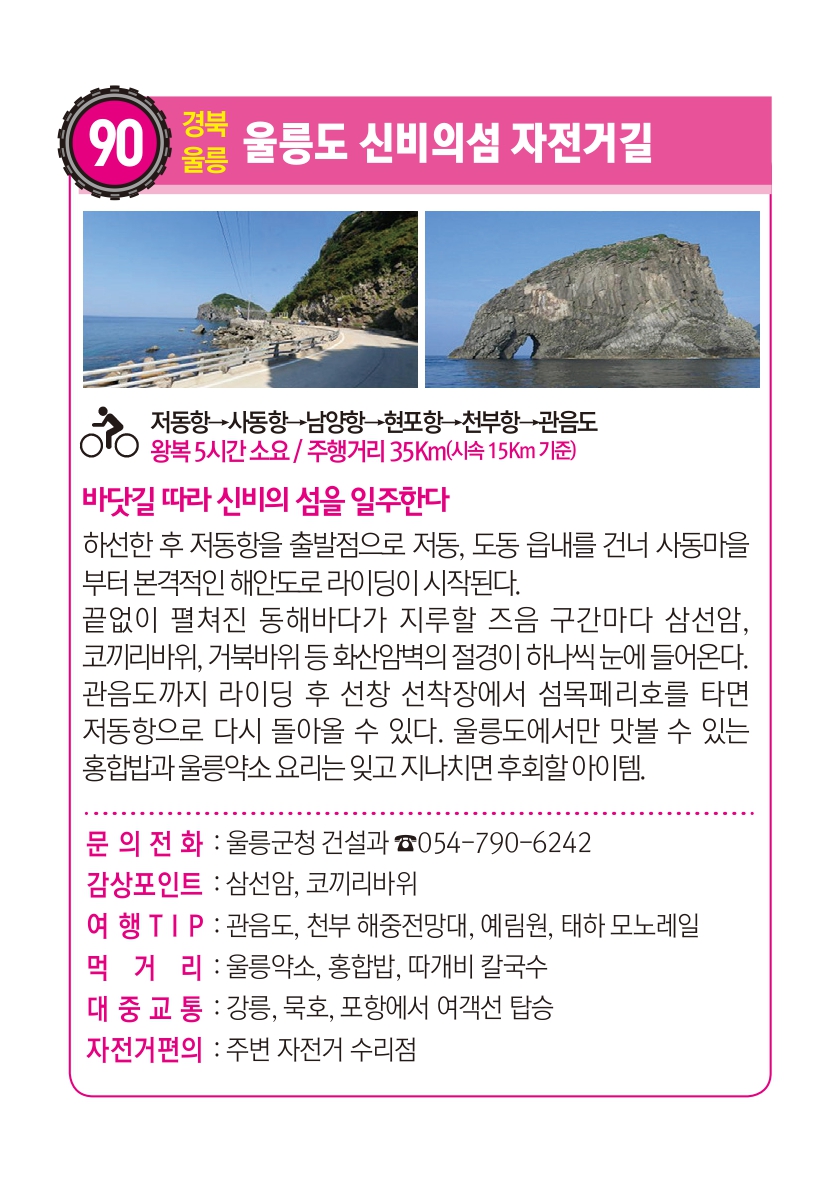 90
경북
울릉
울릉도 신비의섬 자전거길
저동항→사동항→남양항→현포항→천부항→관음도
왕복 5시간 소요 / 주행거리 35Km(시속 15Km 기준)
바닷길 따라 신비의 섬을 일주한다
하선한 후 저동항을 출발점으로 저동, 도동 읍내를 건너 사동마을
부터 본격적인 해안도로 라이딩이 시작된다.
끝없이 펼쳐진 동해바다가 지루할 즈음 구간마다 삼선암,
코끼리바위, 거북바위 등 화산암벽의 절경이 하나씩 눈에 들어온다.
관음도까지 라이딩 후 선창 선착장에서 섬목페리호를 타면
저동항으로 다시 돌아올 수 있다. 울릉도에서만 맛볼 수 있는
홍합밥과 울릉약소 요리는 잊고 지나치면 후회할 아이템.
문 의 전 화 : 울릉군청 건설과 ☎054-790-6242
감상포인트 : 삼선암, 코끼리바위
여 행 T I P : 관음도, 천부 해중전망대, 예림원, 태하 모노레일
먹 거 리 : 울릉약소, 홍합밥, 따개비 칼국수
대 중 교 통 : 강릉, 묵호, 포항에서 여객선 탑승
자전거편의 : 주변 자전거 수리점